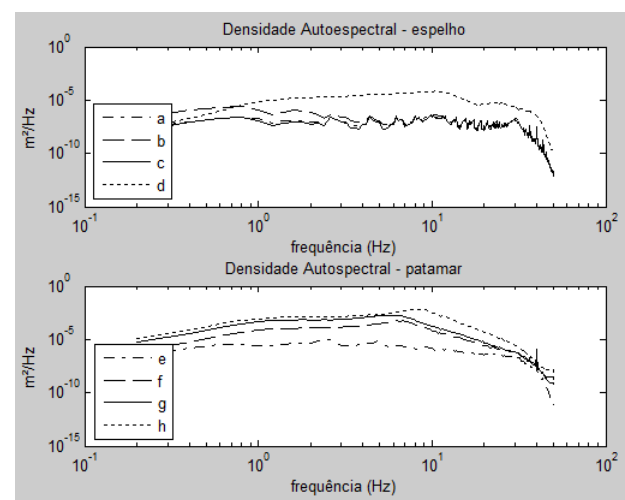 Densidade Autoespectral - espelho
10^0
10^-5
10^-10
10^-15
m²/Hz
a
b
c
d
10^-1
10^0
10^1
10^2
frequência (Hz)
Densidade Autospectral - patamar
10^0
10^-5
10^-10
10^-15
m²/Hz
e
f
g
h
10^-1
10^0
10^1
10^2
frequência (Hz)